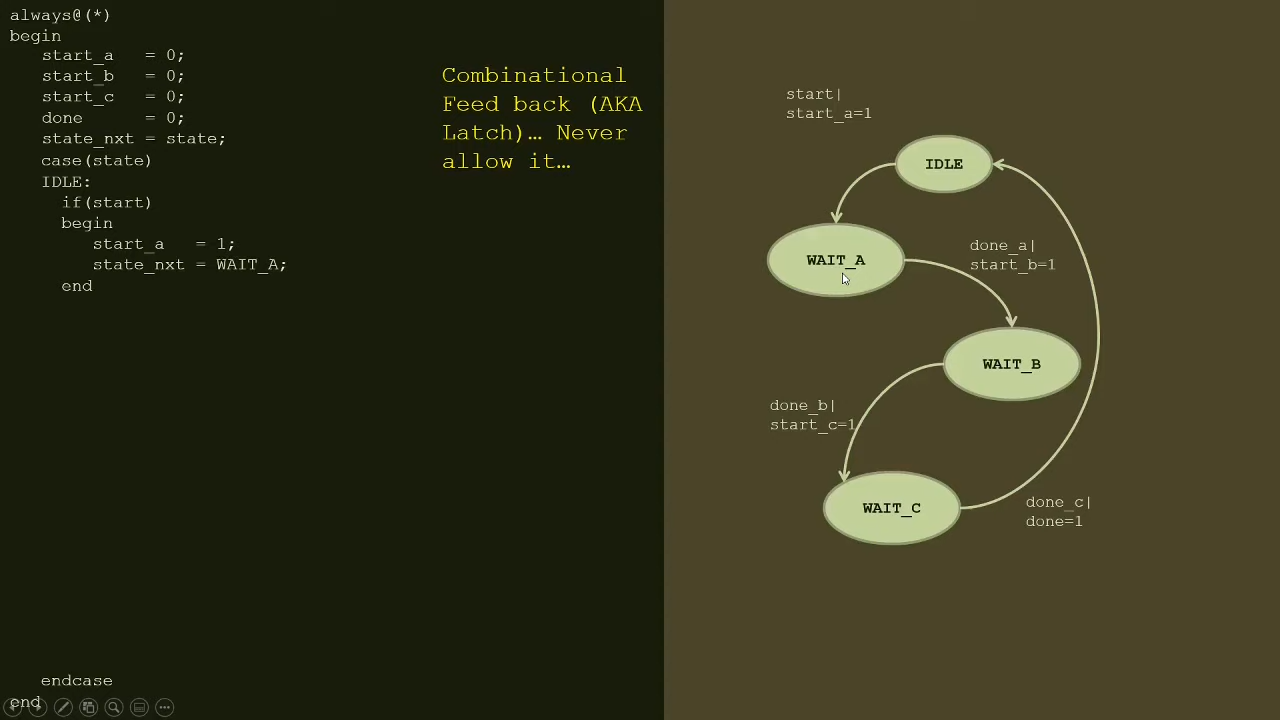 always@(*)
begin
start_a = 0;
start_b = 0;
start_c = 0;
done = 0;
state_nxt = state;
case(state)
IDLE:
if(start)
begin
start_a = 1;
state_nxt = WAIT_A;
end
endcase
end
Combinational
Feed back (AKA
Latch)… Never
allow it…
start|
start_a=1
IDLE
WAIT_A
done_a|
start_b=1
WAIT_B
done_b|
start_c=1
WAIT_C
done_c|
done=1